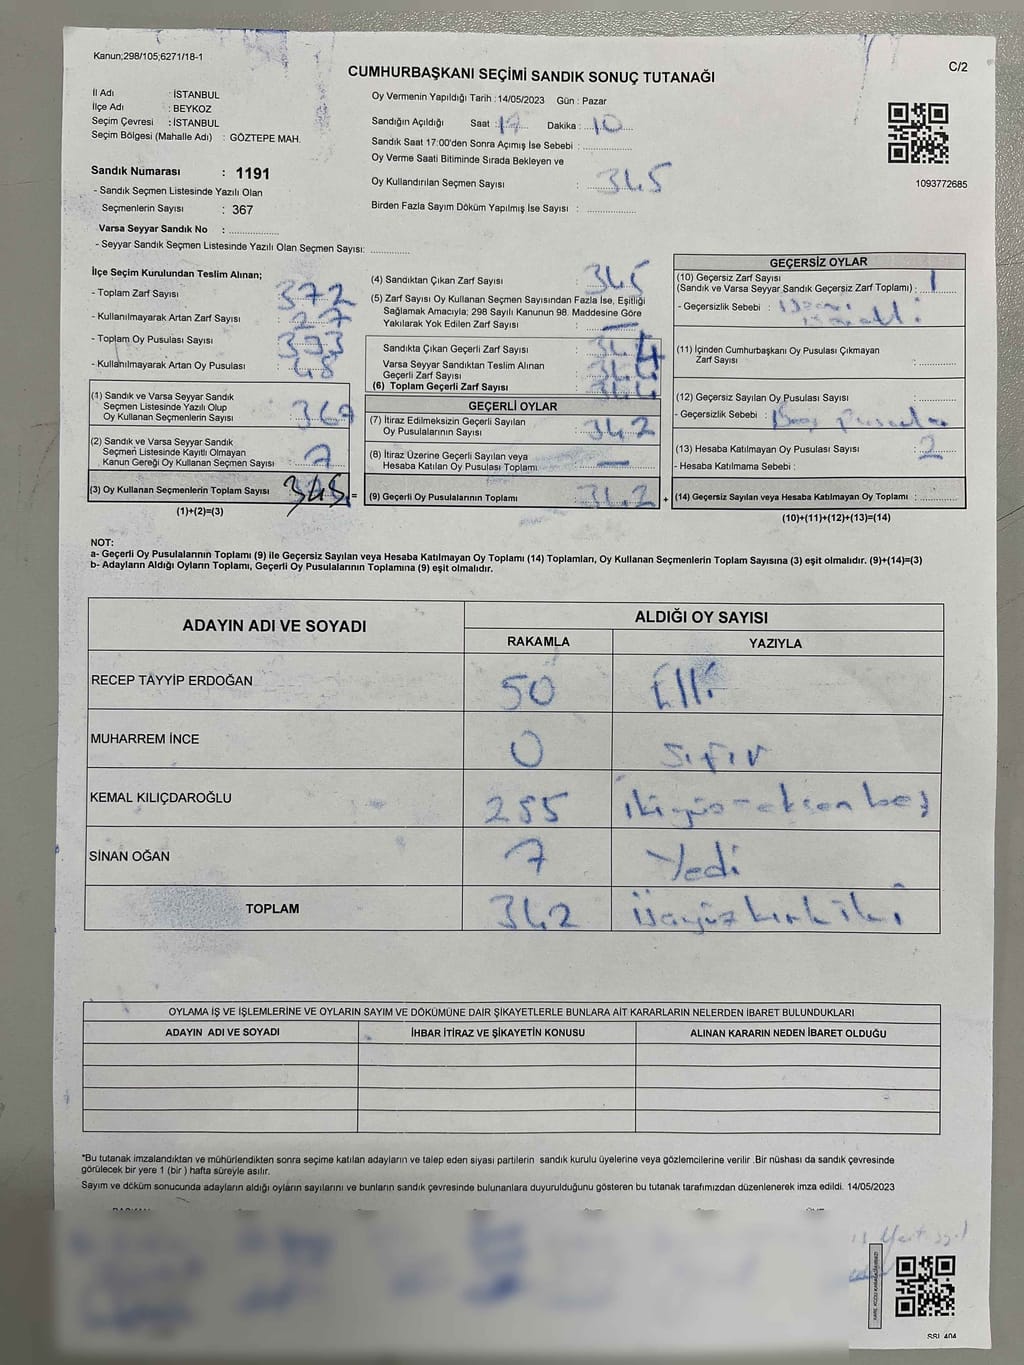 Kanun;298/105;6271/18-1
C/2
CUMHURBAŞKANI SEÇİMİ SANDIK SONUÇ TUTANAĞI
İl Adı : İSTANBUL
İlçe Adı : BEYKOZ
Seçim Çevresi : İSTANBUL
Seçim Bölgesi (Mahalle Adı) : GÖZTEPE MAH.
Sandık Numarası : 1191
- Sandık Seçmen Listesinde Yazılı Olan
Seçmenlerin Sayısı : 367
Varsa Seyyar Sandık No : ................
- Seyyar Sandık Seçmen Listesinde Yazılı Olan Seçmen Sayısı: ............
Oy Vermenin Yapıldığı Tarih : 14/05/2023 Gün : Pazar
Sandığın Açıldığı Saat : 17 Dakika : 10
Sandık Saat 17:00'den Sonra Açımış İse Sebebi : ................
Oy Verme Saati Bitiminde Sırada Bekleyen ve
Oy Kullandırılan Seçmen Sayısı : 345
Birden Fazla Sayım Döküm Yapılmış İse Sayısı : ................
1093772685
İlçe Seçim Kurulundan Teslim Alınan;
- Toplam Zarf Sayısı : 372
- Kullanılmayarak Artan Zarf Sayısı : 27
- Toplam Oy Pusulası Sayısı : 393
- Kullanılmayarak Artan Oy Pusulası : 48
(1) Sandık ve Varsa Seyyar Sandık
Seçmen Listesinde Yazılı Olup
Oy Kullanan Seçmenlerin Sayısı : 367
(2) Sandık ve Varsa Seyyar Sandık
Seçmen Listesinde Kayıtlı Olmayan
Kanun Gereği Oy Kullanan Seçmen Sayısı : 7
(3) Oy Kullanan Seçmenlerin Toplam Sayısı 345 =
(1)+(2)=(3)
(4) Sandıktan Çıkan Zarf Sayısı : 345
(5) Zarf Sayısı Oy Kullanan Seçmen Sayısından Fazla İse, Eşitliği
Sağlamak Amacıyla; 298 Sayılı Kanunun 98. Maddesine Göre
Yakılarak Yok Edilen Zarf Sayısı : —
Sandıkta Çıkan Geçerli Zarf Sayısı : 344
Varsa Seyyar Sandıktan Teslim Alınan
Geçerli Zarf Sayısı : 344
(6) Toplam Geçerli Zarf Sayısı : 344
GEÇERLİ OYLAR
(7) İtiraz Edilmeksizin Geçerli Sayılan
Oy Pusulalarının Sayısı : 342
(8) İtiraz Üzerine Geçerli Sayılan veya
Hesaba Katılan Oy Pusulası Toplamı : —
(9) Geçerli Oy Pusulalarının Toplamı : 342 +
GEÇERSİZ OYLAR
(10) Geçersiz Zarf Sayısı
(Sandık ve Varsa Seyyar Sandık Geçersiz Zarf Toplamı) : 1
- Geçersizlik Sebebi :
(11) İçinden Cumhurbaşkanı Oy Pusulası Çıkmayan
Zarf Sayısı : ............
(12) Geçersiz Sayılan Oy Pusulası Sayısı : ............
- Geçersizlik Sebebi : Boş pusula
(13) Hesaba Katılmayan Oy Pusulası Sayısı : 2
- Hesaba Katılmama Sebebi :
(14) Geçersiz Sayılan veya Hesaba Katılmayan Oy Toplamı : ............
(10)+(11)+(12)+(13)=(14)
NOT:
a- Geçerli Oy Pusulalarının Toplamı (9) ile Geçersiz Sayılan veya Hesaba Katılmayan Oy Toplamı (14) Toplamları, Oy Kullanan Seçmenlerin Toplam Sayısına (3) eşit olmalıdır. (9)+(14)=(3)
b- Adayların Aldığı Oyların Toplamı, Geçerli Oy Pusulalarının Toplamına (9) eşit olmalıdır.
ADAYIN ADI VE SOYADI ALDIĞI OY SAYISI
RAKAMLA YAZIYLA
RECEP TAYYİP ERDOĞAN 50 Elli
MUHARREM İNCE 0 sıfır
KEMAL KILIÇDAROĞLU 285 ikiyüzseksen beş
SİNAN OĞAN 7 Yedi
TOPLAM 342 üçyüz kırk iki
OYLAMA İŞ VE İŞLEMLERİNE VE OYLARIN SAYIM VE DÖKÜMÜNE DAİR ŞİKAYETLERLE BUNLARA AİT KARARLARIN NELERDEN İBARET BULUNDUKLARI
ADAYIN ADI VE SOYADI İHBAR İTİRAZ VE ŞİKAYETİN KONUSU ALINAN KARARIN NEDEN İBARET OLDUĞU
*Bu tutanak imzalandıktan ve mühürlendikten sonra seçime katılan adayların ve talep eden siyasi partilerin sandık kurulu üyelerine veya gözlemcilerine verilir .Bir nüshası da sandık çevresinde
görülecek bir yere 1 (bir ) hafta süreyle asılır.
Sayım ve döküm sonucunda adayların aldığı oyların sayılarını ve bunların sandık çevresinde bulunanlara duyurulduğunu gösteren bu tutanak tarafımızdan düzenlenerek imza edildi. 14/05/2023